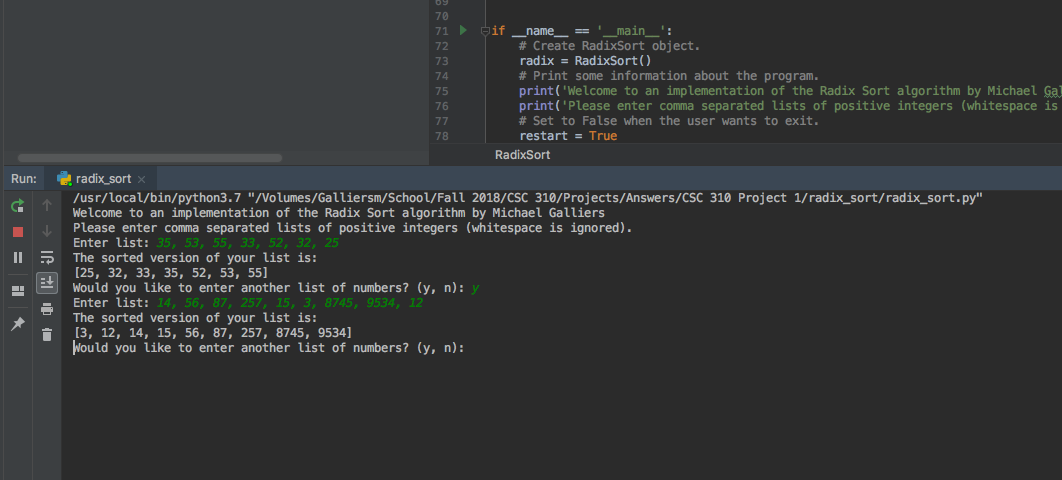 69
70
71 if __name__ == '__main__':
72 # Create RadixSort object.
73 radix = RadixSort()
74 # Print some information about the program.
75 print('Welcome to an implementation of the Radix Sort algorithm by Michael Gal
76 print('Please enter comma separated lists of positive integers (whitespace is
77 # Set to False when the user wants to exit.
78 restart = True
RadixSort
Run: radix_sort
/usr/local/bin/python3.7 "/Volumes/Galliersm/School/Fall 2018/CSC 310/Projects/Answers/CSC 310 Project 1/radix_sort/radix_sort.py"
Welcome to an implementation of the Radix Sort algorithm by Michael Galliers
Please enter comma separated lists of positive integers (whitespace is ignored).
Enter list: 35, 53, 55, 33, 52, 32, 25
The sorted version of your list is:
[25, 32, 33, 35, 52, 53, 55]
Would you like to enter another list of numbers? (y, n): y
Enter list: 14, 56, 87, 257, 15, 3, 8745, 9534, 12
The sorted version of your list is:
[3, 12, 14, 15, 56, 87, 257, 8745, 9534]
Would you like to enter another list of numbers? (y, n):